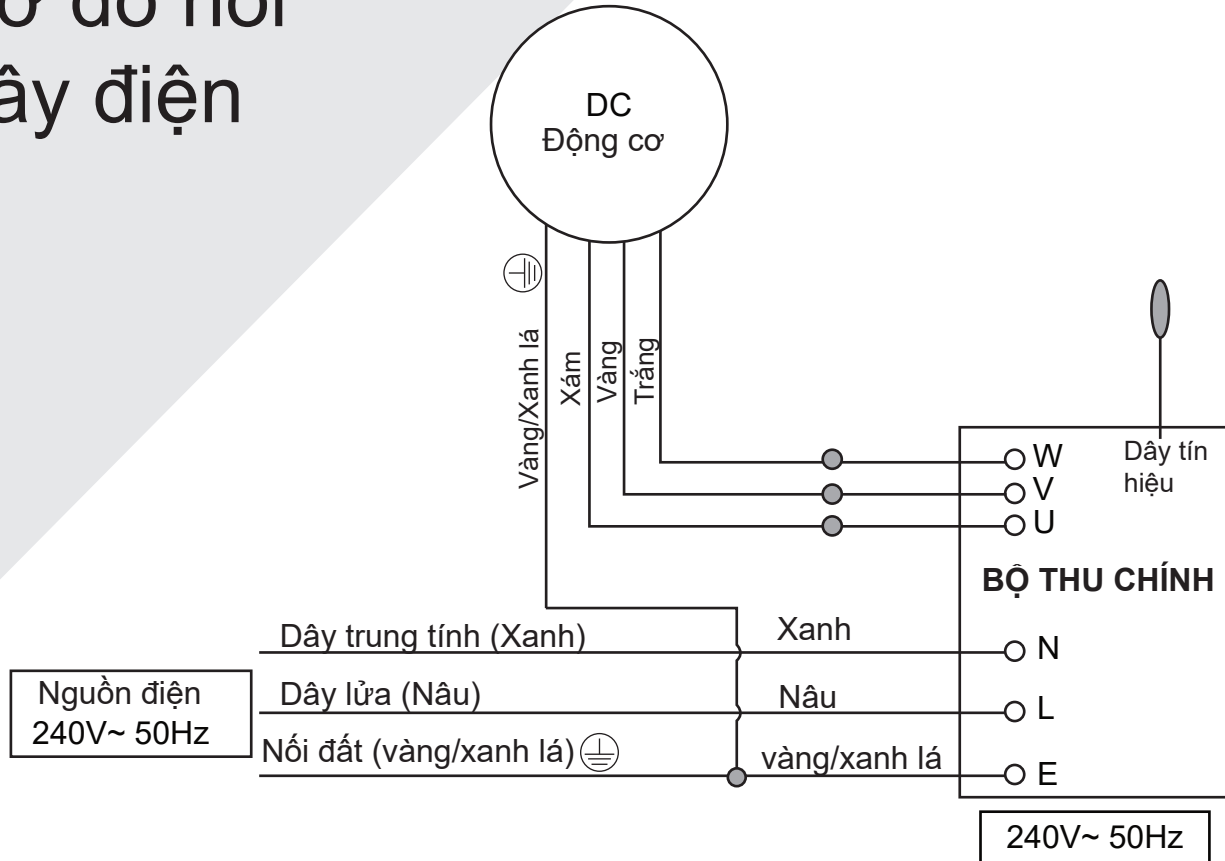 ây điện
DC
Động cơ
Vàng/Xanh lá
Xám
Vàng
Trắng
W
V
U
Dây tín
hiệu
BỘ THU CHÍNH
Dây trung tính (Xanh)
Xanh
N
Nguồn điện
240V~ 50Hz
Dây lửa (Nâu)
Nâu
L
Nối đất (vàng/xanh lá)
vàng/xanh lá
E
240V~ 50Hz